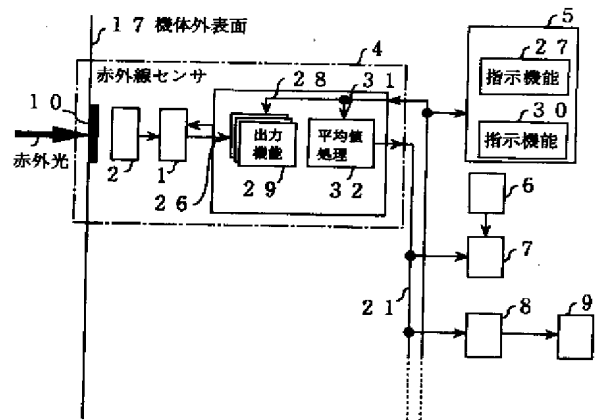 １７機体外表面
４
５
赤外線センサ
２７
指示機能
１０
２８
３１
３０
指示機能
出力機能
平均値処理
赤外光
２
１
２６
２９
３２
６
７
２１
８
９